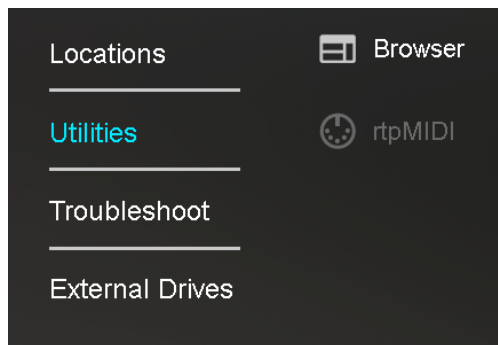 Locations
Utilities
Troubleshoot
External Drives
Browser
rtpMIDI